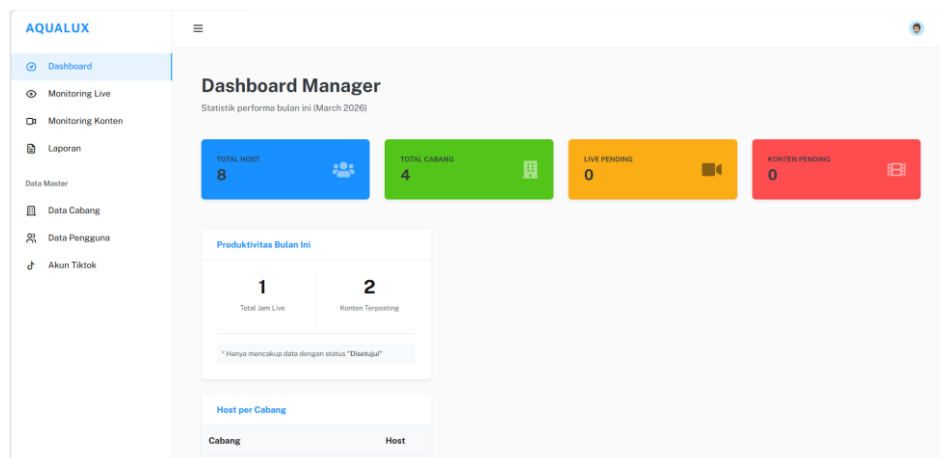 AQUALUX
Dashboard
Monitoring Live
Monitoring Konten
Laporan
Data Master
Data Cabang
Data Pengguna
Akun Tiktok
Dashboard Manager
Statistik performa bulan ini (March 2026)
TOTAL HOST
8
TOTAL CABANG
4
LIVE PENDING
0
KONTEN PENDING
0
Produktivitas Bulan Ini
1
Total Jam Live
2
Konten Terposting
* Hanya mencakup data dengan status "Disetujui"
Host per Cabang
Cabang Host